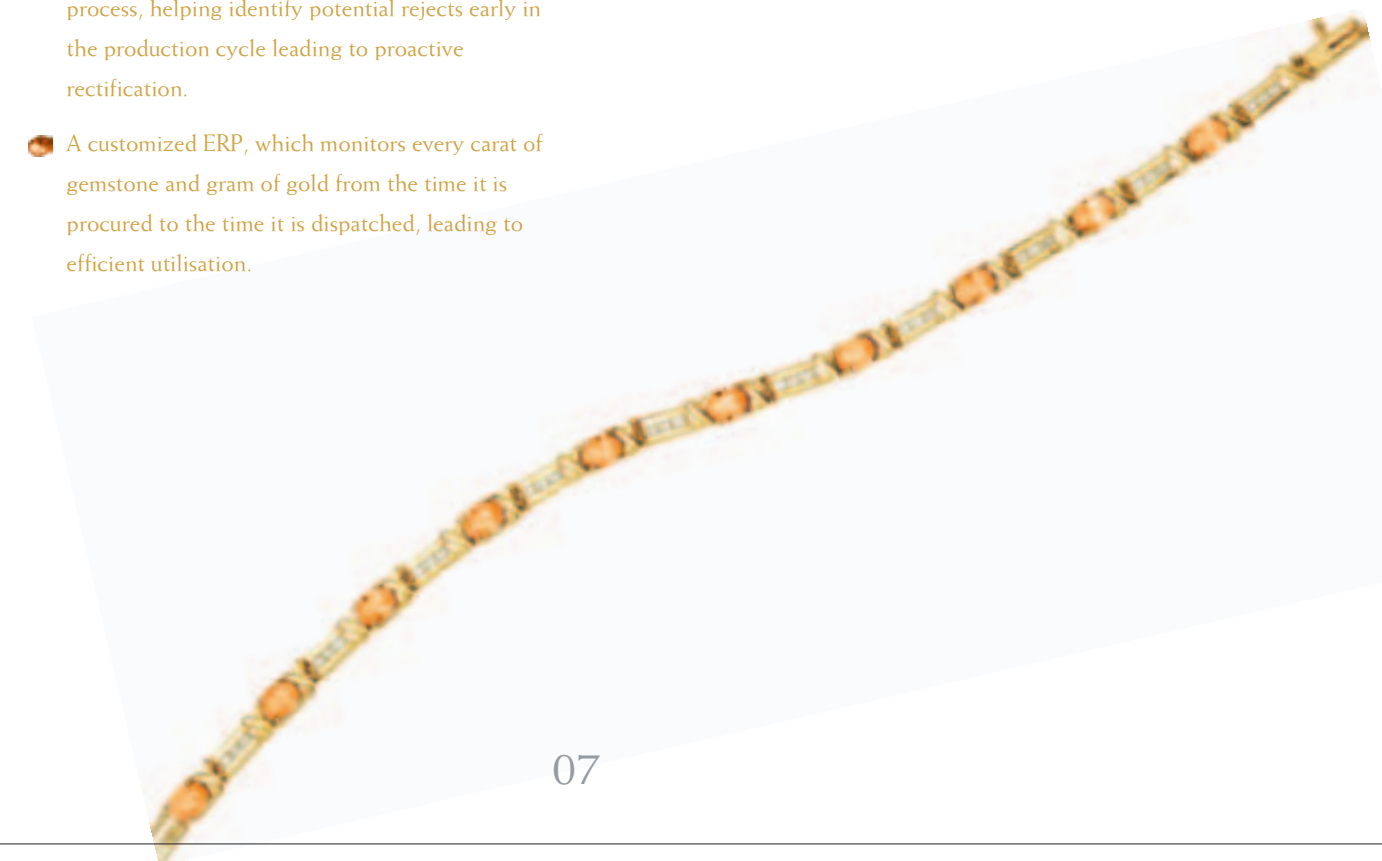 process, helping identify potential rejects early in
the production cycle leading to proactive
rectification.
A customized ERP, which monitors every carat of
gemstone and gram of gold from the time it is
procured to the time it is dispatched, leading to
efficient utilisation.
07